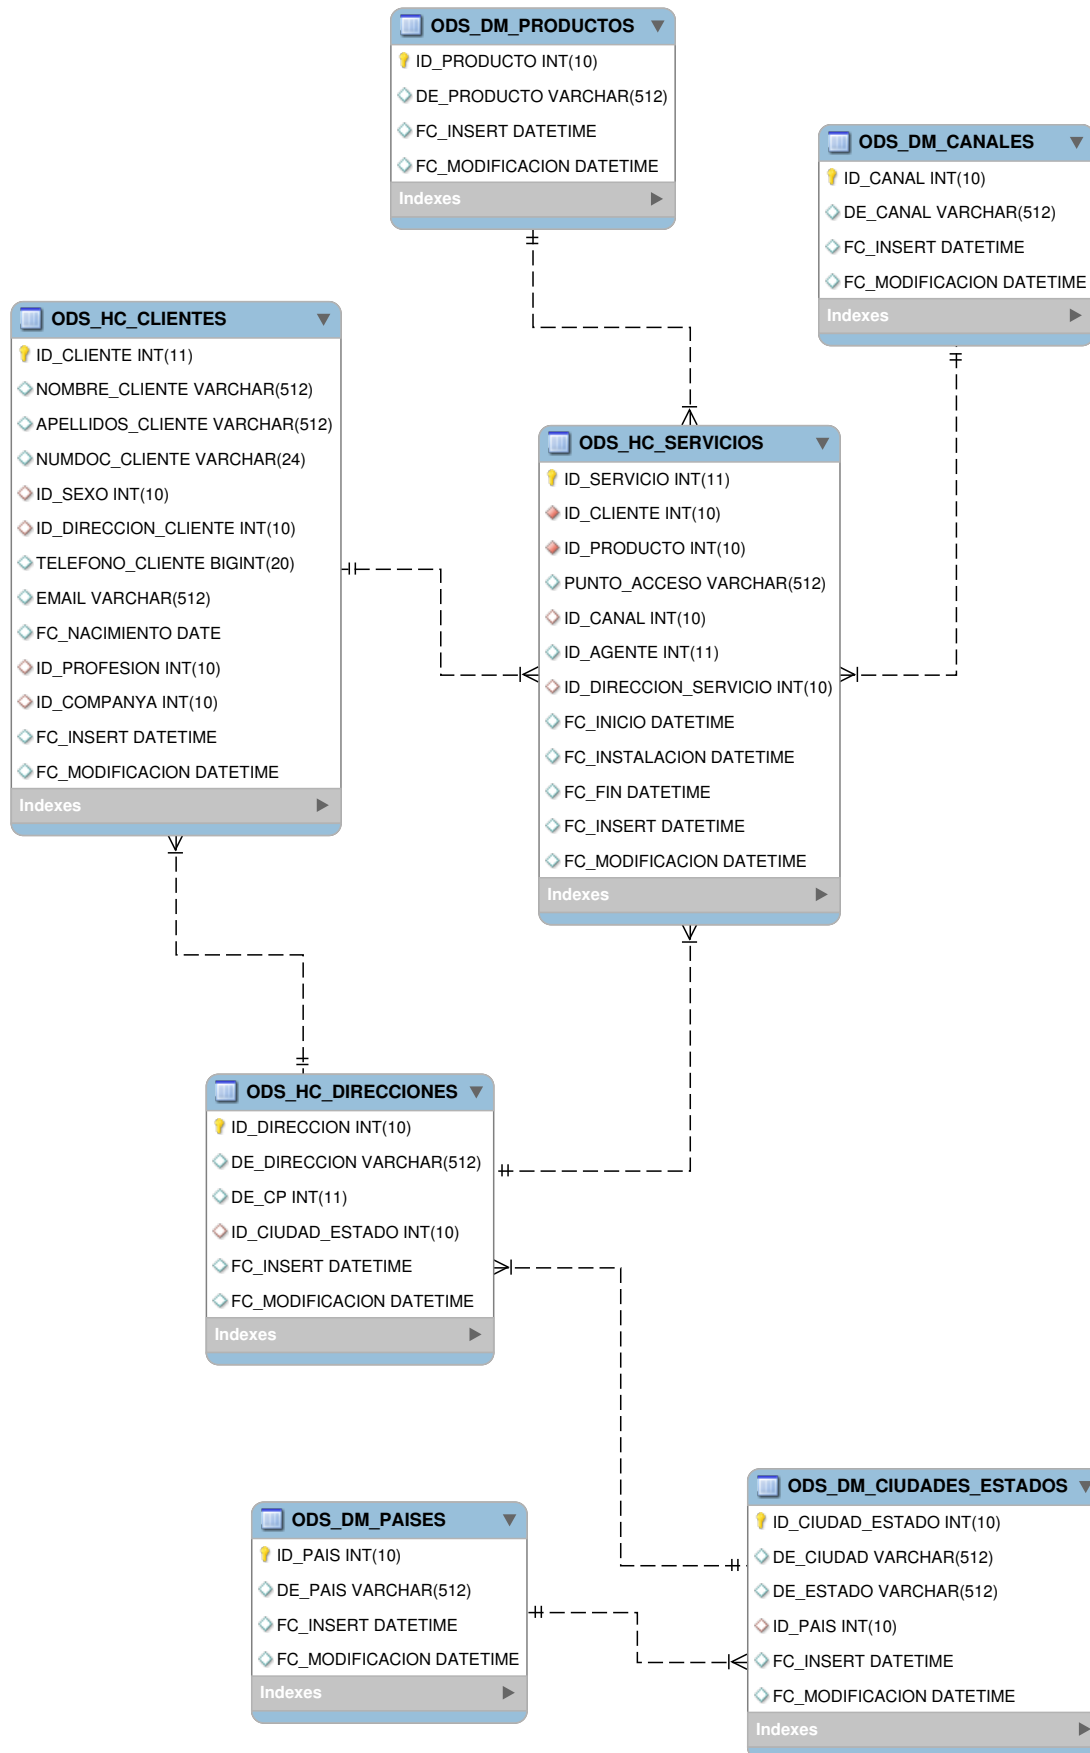 ODS_DM_PRODUCTOS
ID_PRODUCTO INT(10)
DE_PRODUCTO VARCHAR(512)
FC_INSERT DATETIME
FC_MODIFICACION DATETIME
Indexes
ODS_DM_CANALES
ID_CANAL INT(10)
DE_CANAL VARCHAR(512)
FC_INSERT DATETIME
FC_MODIFICACION DATETIME
Indexes
ODS_HC_CLIENTES
ID_CLIENTE INT(11)
NOMBRE_CLIENTE VARCHAR(512)
APELLIDOS_CLIENTE VARCHAR(512)
NUMDOC_CLIENTE VARCHAR(24)
ID_SEXO INT(10)
ID_DIRECCION_CLIENTE INT(10)
TELEFONO_CLIENTE BIGINT(20)
EMAIL VARCHAR(512)
FC_NACIMIENTO DATE
ID_PROFESION INT(10)
ID_COMPANYA INT(10)
FC_INSERT DATETIME
FC_MODIFICACION DATETIME
Indexes
ODS_HC_SERVICIOS
ID_SERVICIO INT(11)
ID_CLIENTE INT(10)
ID_PRODUCTO INT(10)
PUNTO_ACCESO VARCHAR(512)
ID_CANAL INT(10)
ID_AGENTE INT(11)
ID_DIRECCION_SERVICIO INT(10)
FC_INICIO DATETIME
FC_INSTALACION DATETIME
FC_FIN DATETIME
FC_INSERT DATETIME
FC_MODIFICACION DATETIME
Indexes
ODS_HC_DIRECCIONES
ID_DIRECCION INT(10)
DE_DIRECCION VARCHAR(512)
DE_CP INT(11)
ID_CIUDAD_ESTADO INT(10)
FC_INSERT DATETIME
FC_MODIFICACION DATETIME
Indexes
ODS_DM_PAISES
ID_PAIS INT(10)
DE_PAIS VARCHAR(512)
FC_INSERT DATETIME
FC_MODIFICACION DATETIME
Indexes
ODS_DM_CIUDADES_ESTADOS
ID_CIUDAD_ESTADO INT(10)
DE_CIUDAD VARCHAR(512)
DE_ESTADO VARCHAR(512)
ID_PAIS INT(10)
FC_INSERT DATETIME
FC_MODIFICACION DATETIME
Indexes